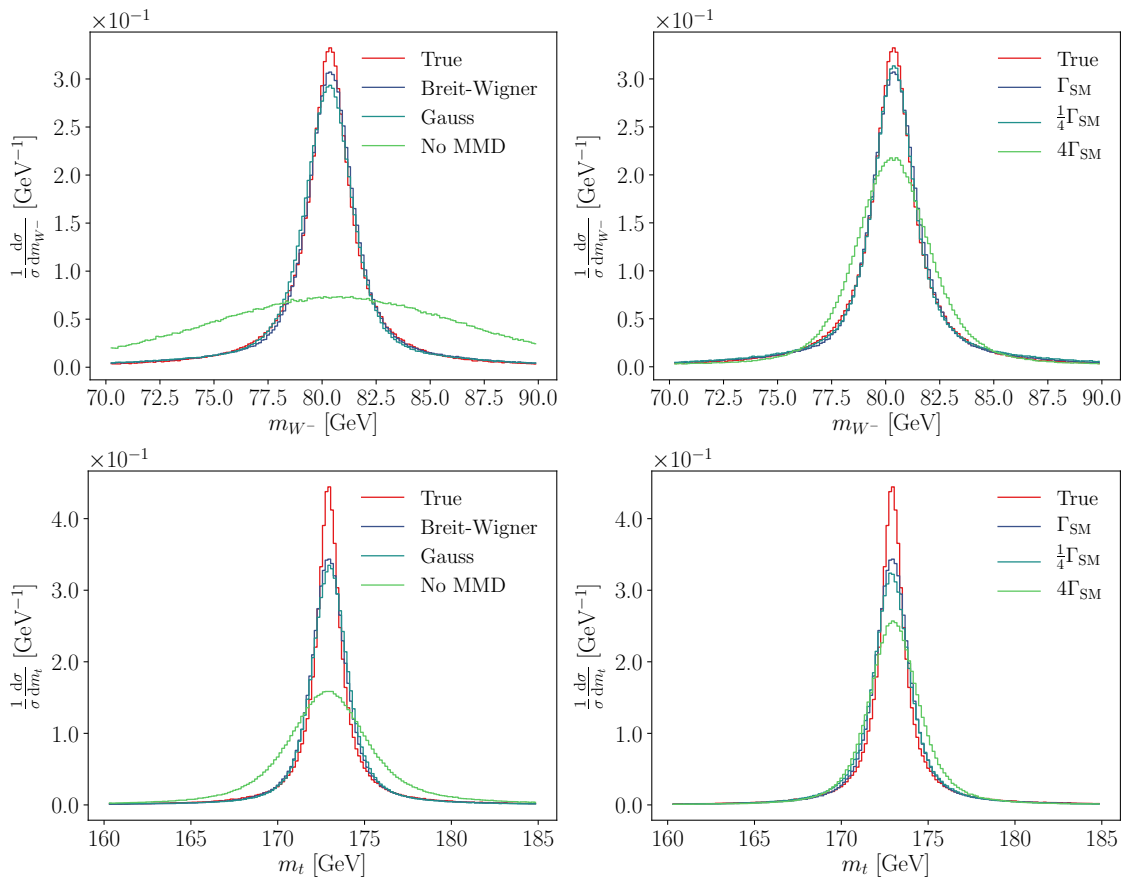 ×10⁻¹
True
Breit-Wigner
Gauss
No MMD
3.0
2.5
2.0
1.5
1.0
0.5
0.0
1/σ dσ/dm_{W⁻} [GeV⁻¹]
70.0 72.5 75.0 77.5 80.0 82.5 85.0 87.5 90.0
m_{W⁻} [GeV]
×10⁻¹
True
Γ_SM
1/4 Γ_SM
4Γ_SM
3.0
2.5
2.0
1.5
1.0
0.5
0.0
1/σ dσ/dm_{W⁻} [GeV⁻¹]
70.0 72.5 75.0 77.5 80.0 82.5 85.0 87.5 90.0
m_{W⁻} [GeV]
×10⁻¹
True
Breit-Wigner
Gauss
No MMD
4.0
3.0
2.0
1.0
0.0
1/σ dσ/dm_t [GeV⁻¹]
160 165 170 175 180 185
m_t [GeV]
×10⁻¹
True
Γ_SM
1/4 Γ_SM
4Γ_SM
4.0
3.0
2.0
1.0
0.0
1/σ dσ/dm_t [GeV⁻¹]
160 165 170 175 180 185
m_t [GeV]